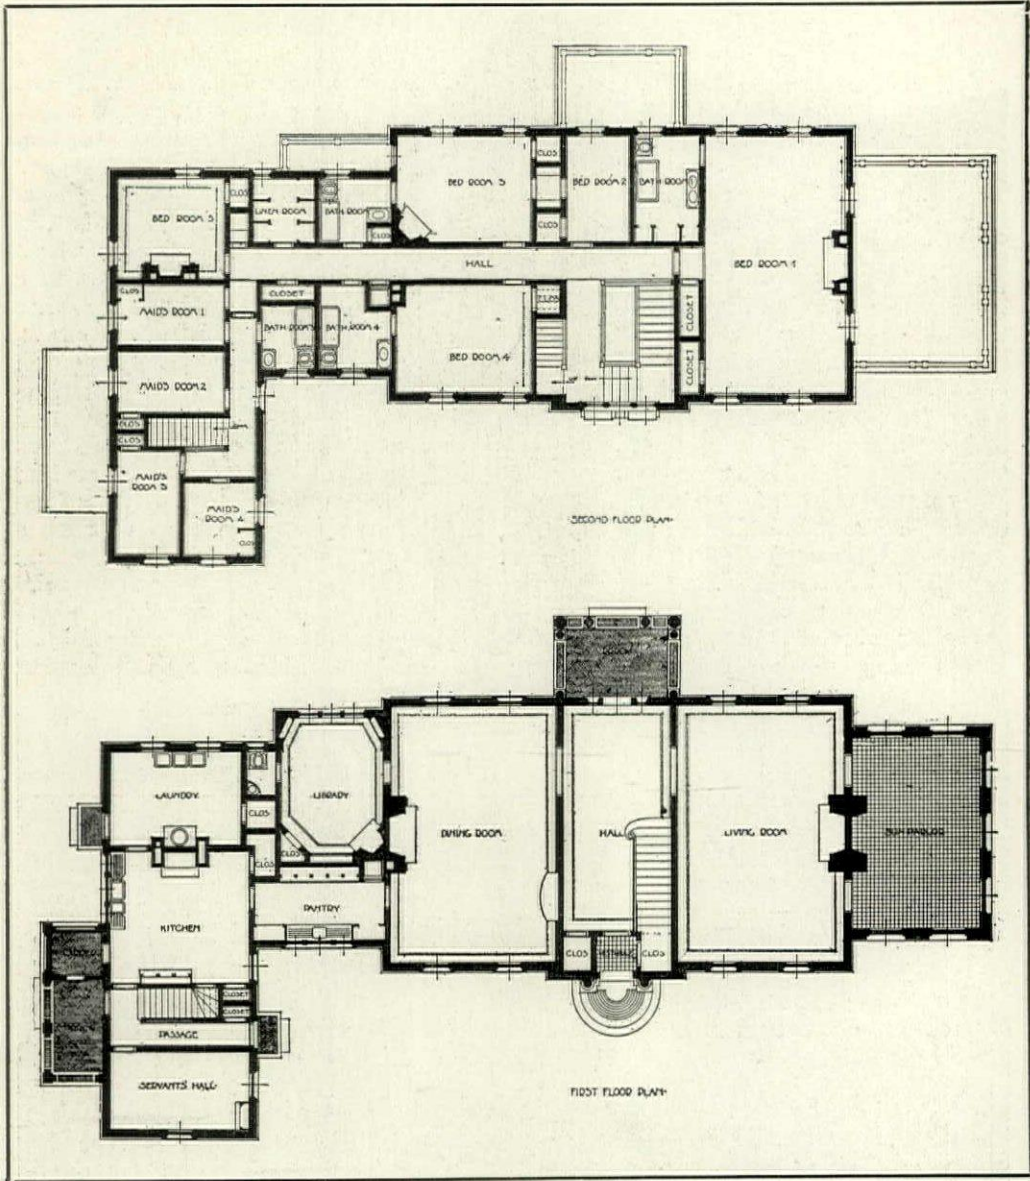 CLOS
BED ROOM 3
BED ROOM 2
BATH ROOM
CLOS
BED ROOM 5
CLOS
LINEN ROOM
BATH ROOM
CLOS
HALL
BED ROOM 1
CLOS
MAID'S ROOM 1
CLOSET
BATH ROOM
BATH ROOM 4
BED ROOM 4
CLOS
CLOSET
CLOSET
MAID'S ROOM 2
CLOS
CLOS
MAID'S
ROOM 3
MAID'S
ROOM 4
CLOS
SECOND FLOOR PLAN
LAUNDRY
CLOS
LIBRARY
CLOS
CLOS
DINING ROOM
HALL
LIVING ROOM
SUN PARLOR
KITCHEN
PANTRY
CLOS
CLOS
CLOSET
CLOSET
PASSAGE
SERVANTS' HALL
FIRST FLOOR PLAN